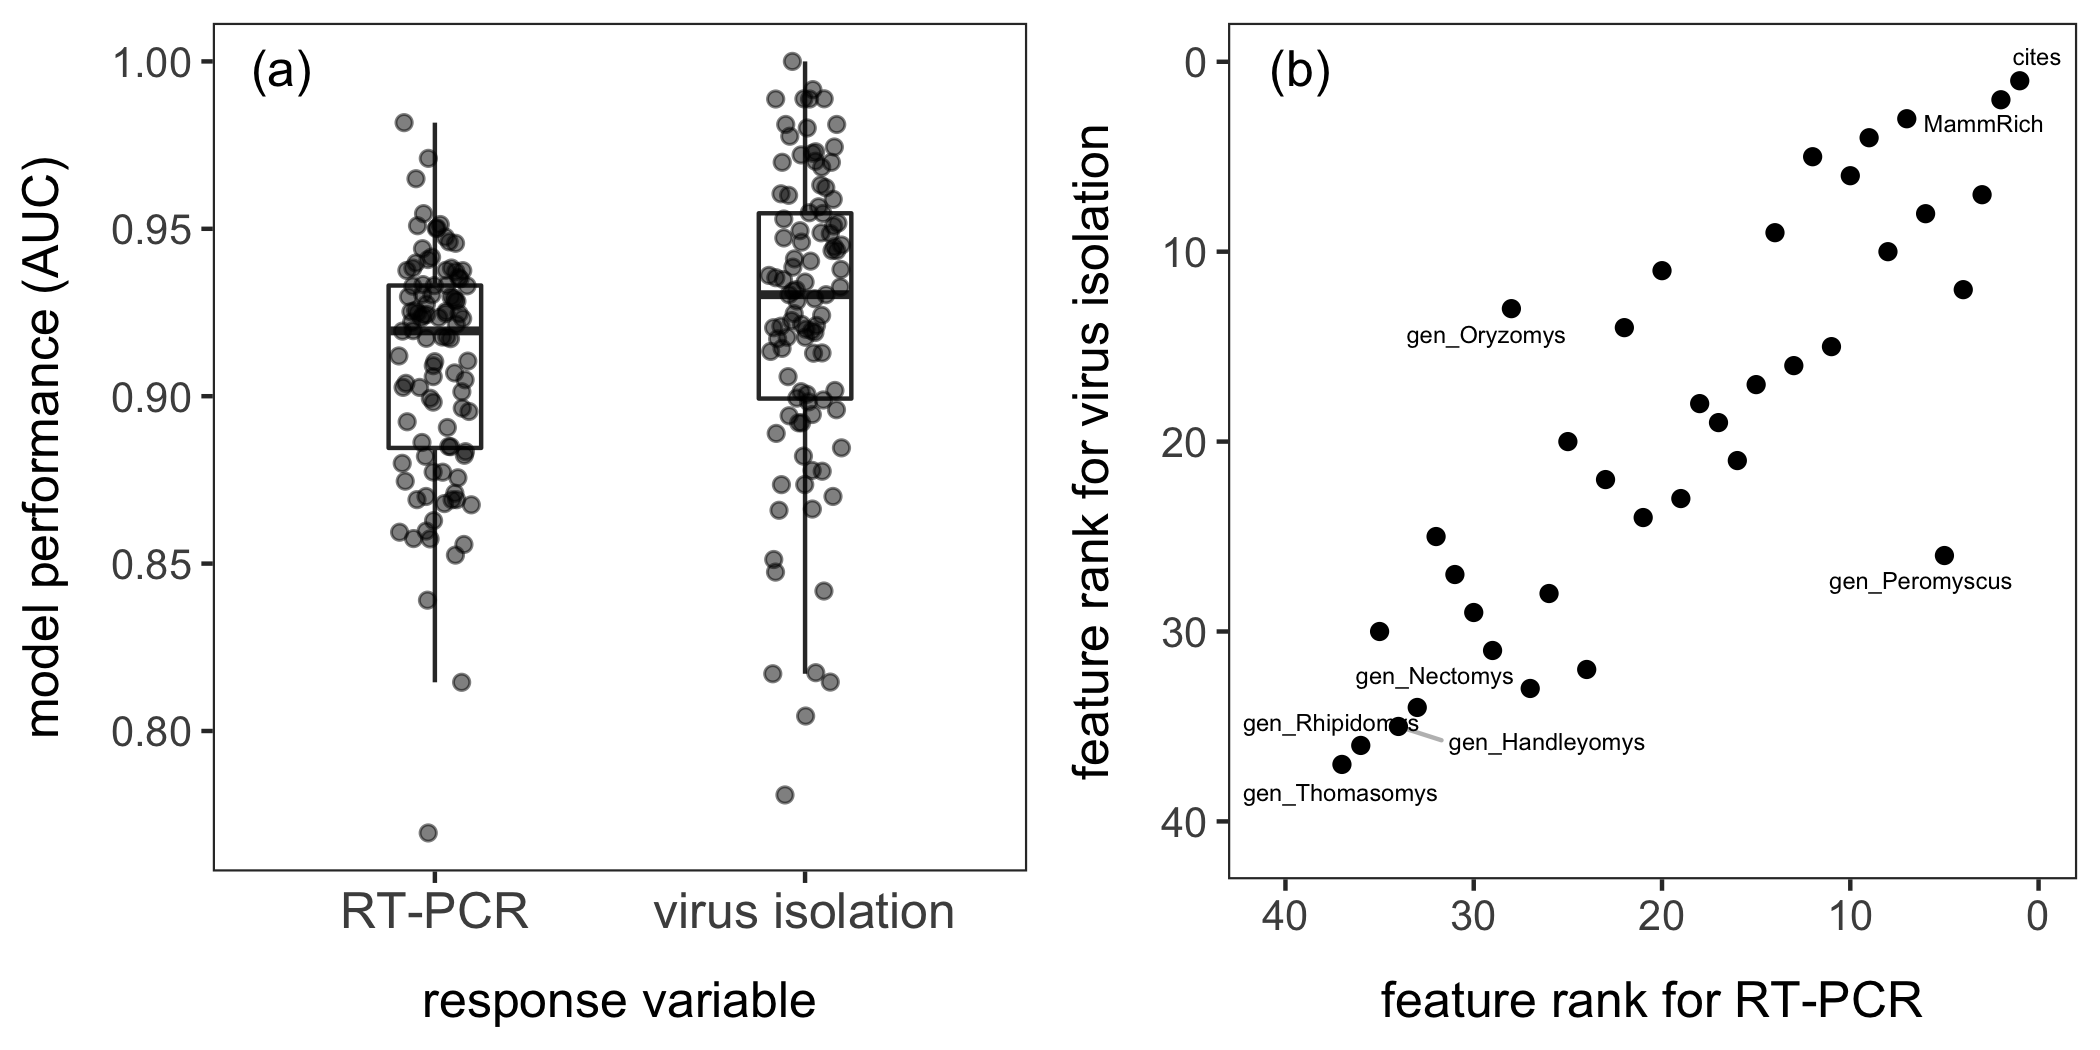 (a)
1.00
0.95
0.90
0.85
0.80
model performance (AUC)
RT-PCR
virus isolation
response variable
(b)
0
10
20
30
40
feature rank for virus isolation
cites
MammRich
gen_Oryzomys
gen_Peromyscus
gen_Nectomys
gen_Rhipidomys
gen_Handleyomys
gen_Thomasomys
40
30
20
10
0
feature rank for RT-PCR